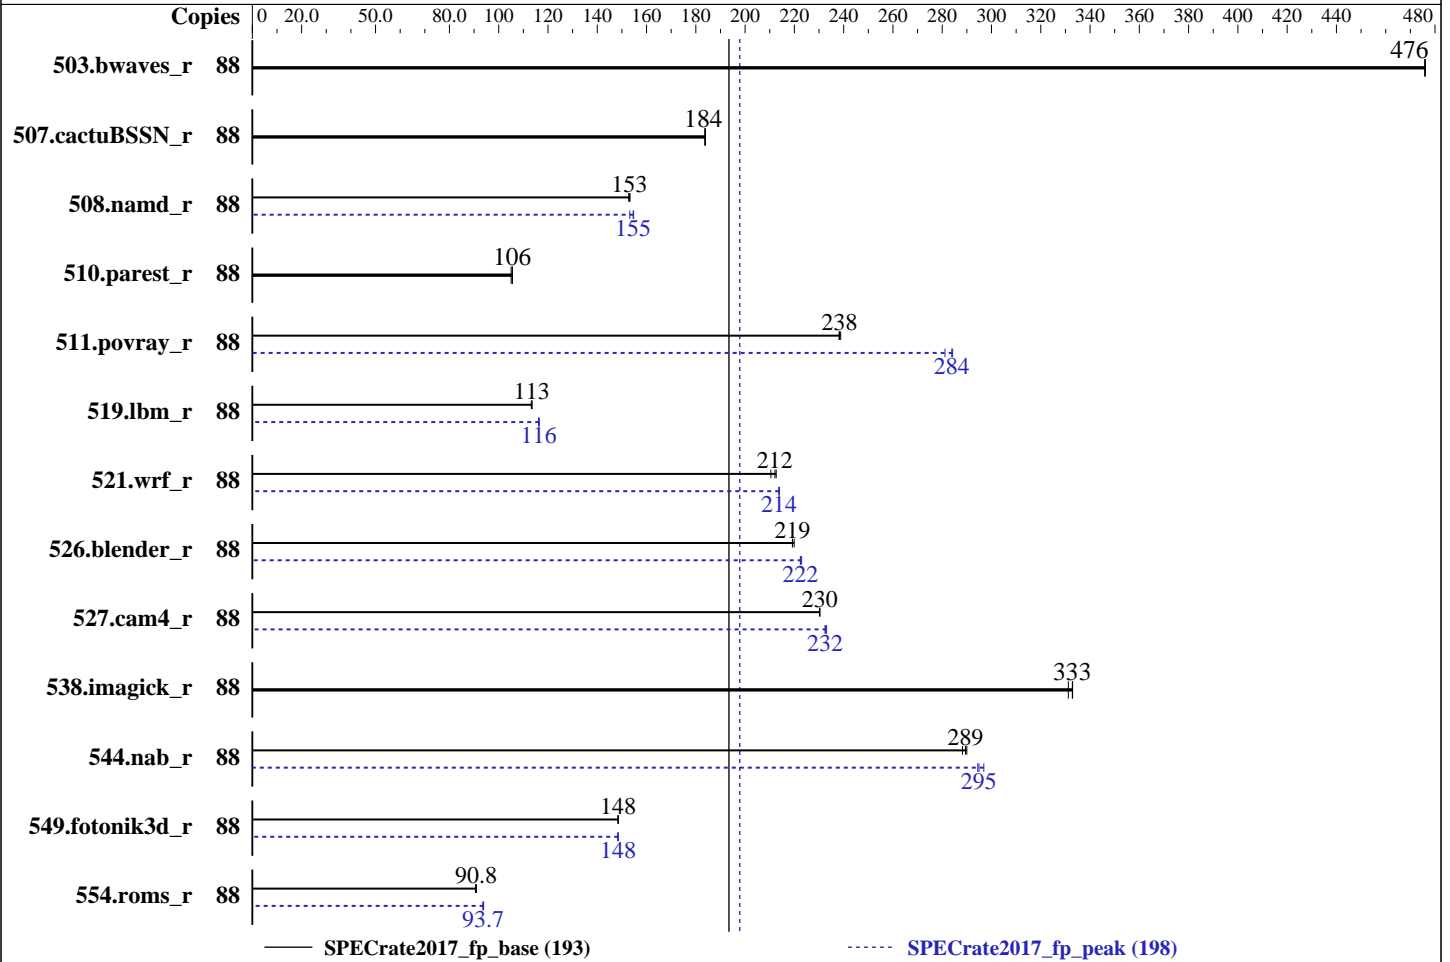 Copies 0 20.0 50.0 80.0 100 120 140 160 180 200 220 240 260 280 300 320 340 360 380 400 420 440 480
503.bwaves_r 88 476
507.cactuBSSN_r 88 184
508.namd_r 88 153
155
510.parest_r 88 106
511.povray_r 88 238
284
519.lbm_r 88 113
116
521.wrf_r 88 212
214
526.blender_r 88 219
222
527.cam4_r 88 230
232
538.imagick_r 88 333
544.nab_r 88 289
295
549.fotonik3d_r 88 148
148
554.roms_r 88 90.8
93.7
SPECrate2017_fp_base (193) SPECrate2017_fp_peak (198)